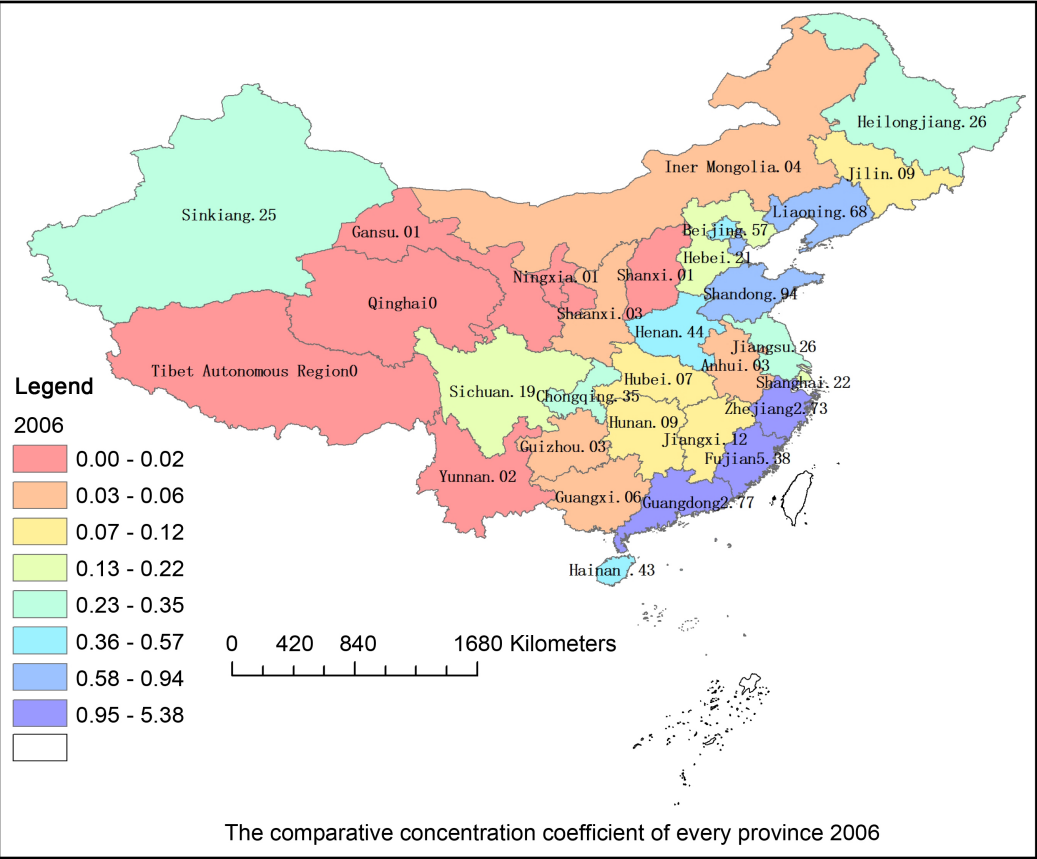 Heilongjiang.26
Iner Mongolia.04
Jilin.09
Sinkiang.25
Liaoning.68
Gansu.01
Beijing.57
Hebei.21
Ningxia.01
Shanxi.01
Qinghai0
Shandong.94
Shaanxi.03
Henan.44
Jiangsu.26
Tibet Autonomous Region0
Anhui.03
Hubei.07
Shanghai.22
Sichuan.19
Chongqing.35
Zhejiang2.73
Hunan.09
Jiangxi.12
Guizhou.03
Fujian5.38
Yunnan.02
Guangxi.06
Guangdong2.77
Hainan .43
Legend
2006
0.00 - 0.02
0.03 - 0.06
0.07 - 0.12
0.13 - 0.22
0.23 - 0.35
0.36 - 0.57
0.58 - 0.94
0.95 - 5.38
0 420 840 1680 Kilometers
The comparative concentration coefficient of every province 2006